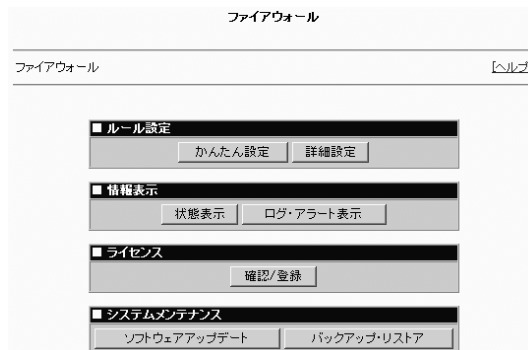 ファイアウォール
ファイアウォール [ヘルプ
■ ルール設定
かんたん設定 詳細設定
■ 情報表示
状態表示 ログ・アラート表示
■ ライセンス
確認/登録
■ システムメンテナンス
ソフトウェアアップデート バックアップ・リストア